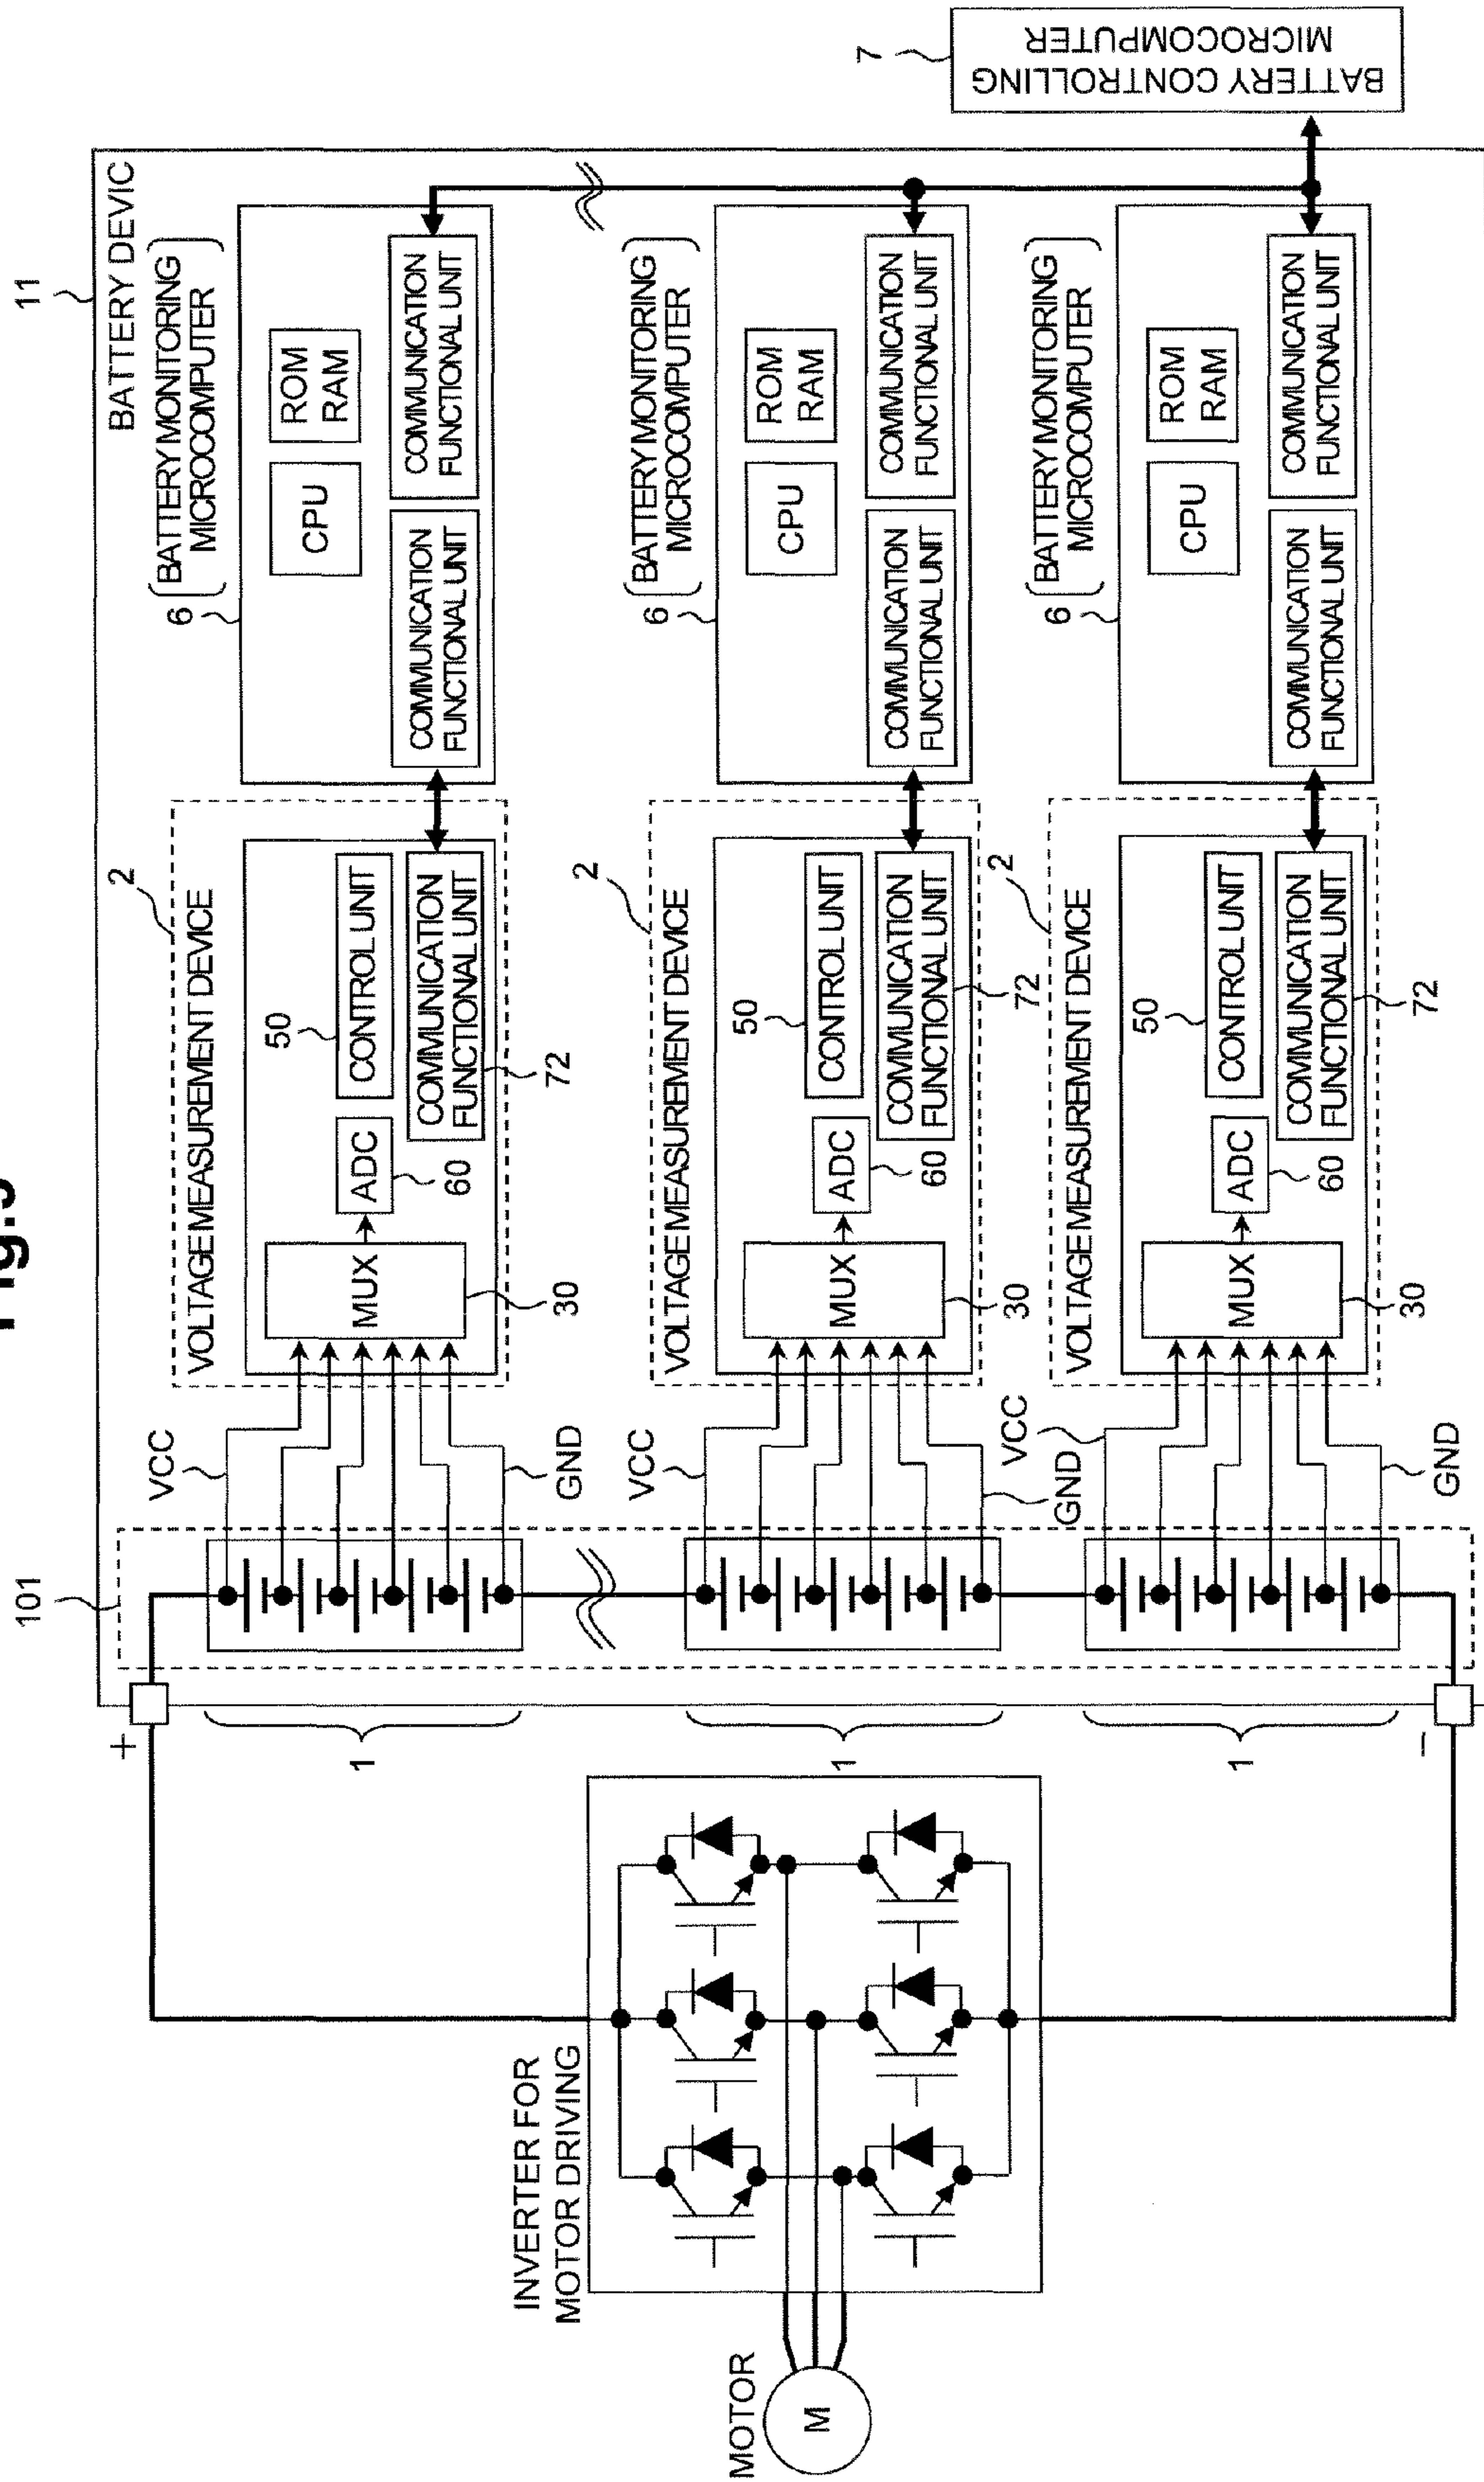 Fig.5
11
BATTERY DEVIC
101
+
−
1
1
1
VCC
GND
VCC
GND
VCC
GND
2
VOLTAGE MEASUREMENT DEVICE
MUX
30
ADC
60
50
CONTROL UNIT
COMMUNICATION
FUNCTIONAL UNIT
72
6
BATTERY MONITORING
MICROCOMPUTER
CPU
ROM
RAM
COMMUNICATION
FUNCTIONAL UNIT
COMMUNICATION
FUNCTIONAL UNIT
2
VOLTAGE MEASUREMENT DEVICE
MUX
30
ADC
60
50
CONTROL UNIT
COMMUNICATION
FUNCTIONAL UNIT
72
6
BATTERY MONITORING
MICROCOMPUTER
CPU
ROM
RAM
COMMUNICATION
FUNCTIONAL UNIT
COMMUNICATION
FUNCTIONAL UNIT
2
VOLTAGE MEASUREMENT DEVICE
MUX
30
ADC
60
50
CONTROL UNIT
COMMUNICATION
FUNCTIONAL UNIT
72
6
BATTERY MONITORING
MICROCOMPUTER
CPU
ROM
RAM
COMMUNICATION
FUNCTIONAL UNIT
COMMUNICATION
FUNCTIONAL UNIT
7
BATTERY CONTROLLING
MICROCOMPUTER
INVERTER FOR
MOTOR DRIVING
MOTOR
M